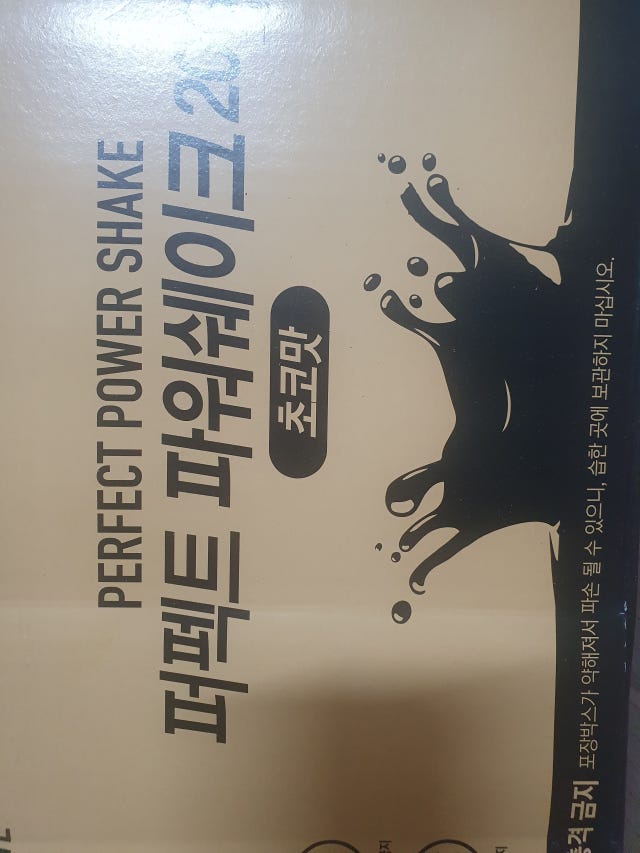 PERFECT POWER SHAKE
퍼펙트 파워쉐이크
초코맛
금지 포장박스가 약해져서 파손 될 수 있으니, 습한 곳에 보관하지 마십시오.